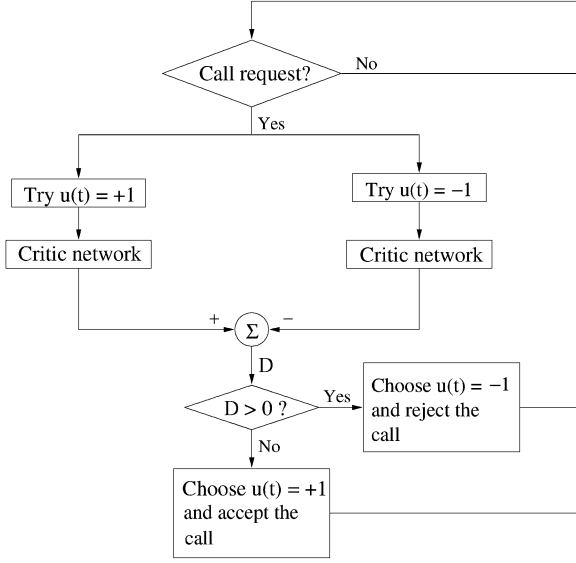 Call request?
No
Yes
Try u(t) = +1
Try u(t) = −1
Critic network
Critic network
+
Σ
−
D
D > 0 ?
Yes
Choose u(t) = −1
and reject the
call
No
Choose u(t) = +1
and accept the
call